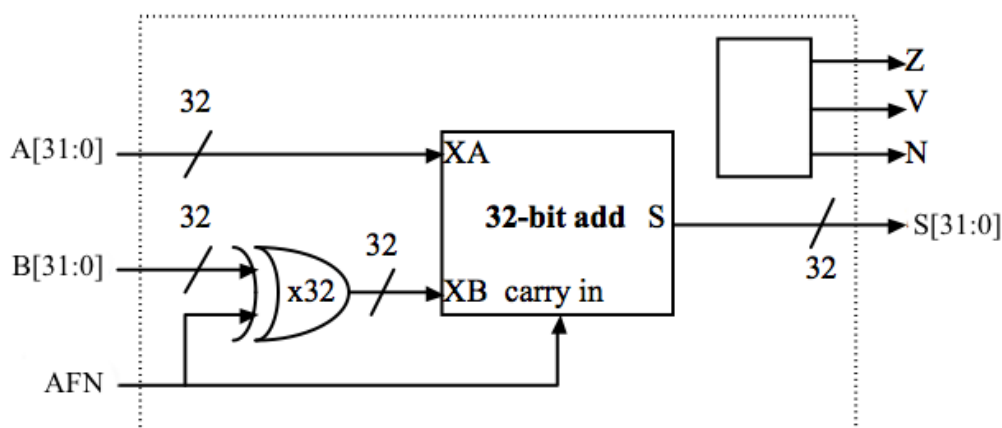 32
A[31:0]
XA
Z
V
N
32-bit add
S
S[31:0]
32
32
B[31:0]
x32
32
XB
carry in
AFN